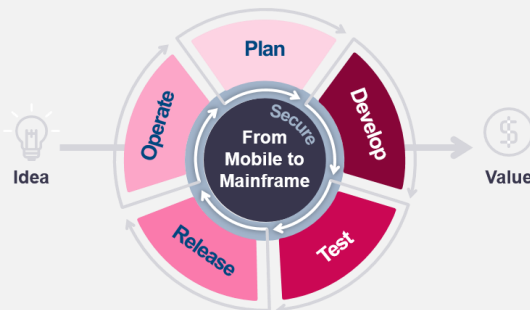 Plan
Develop
Test
Release
Operate
Secure
From
Mobile to
Mainframe
Idea
Value